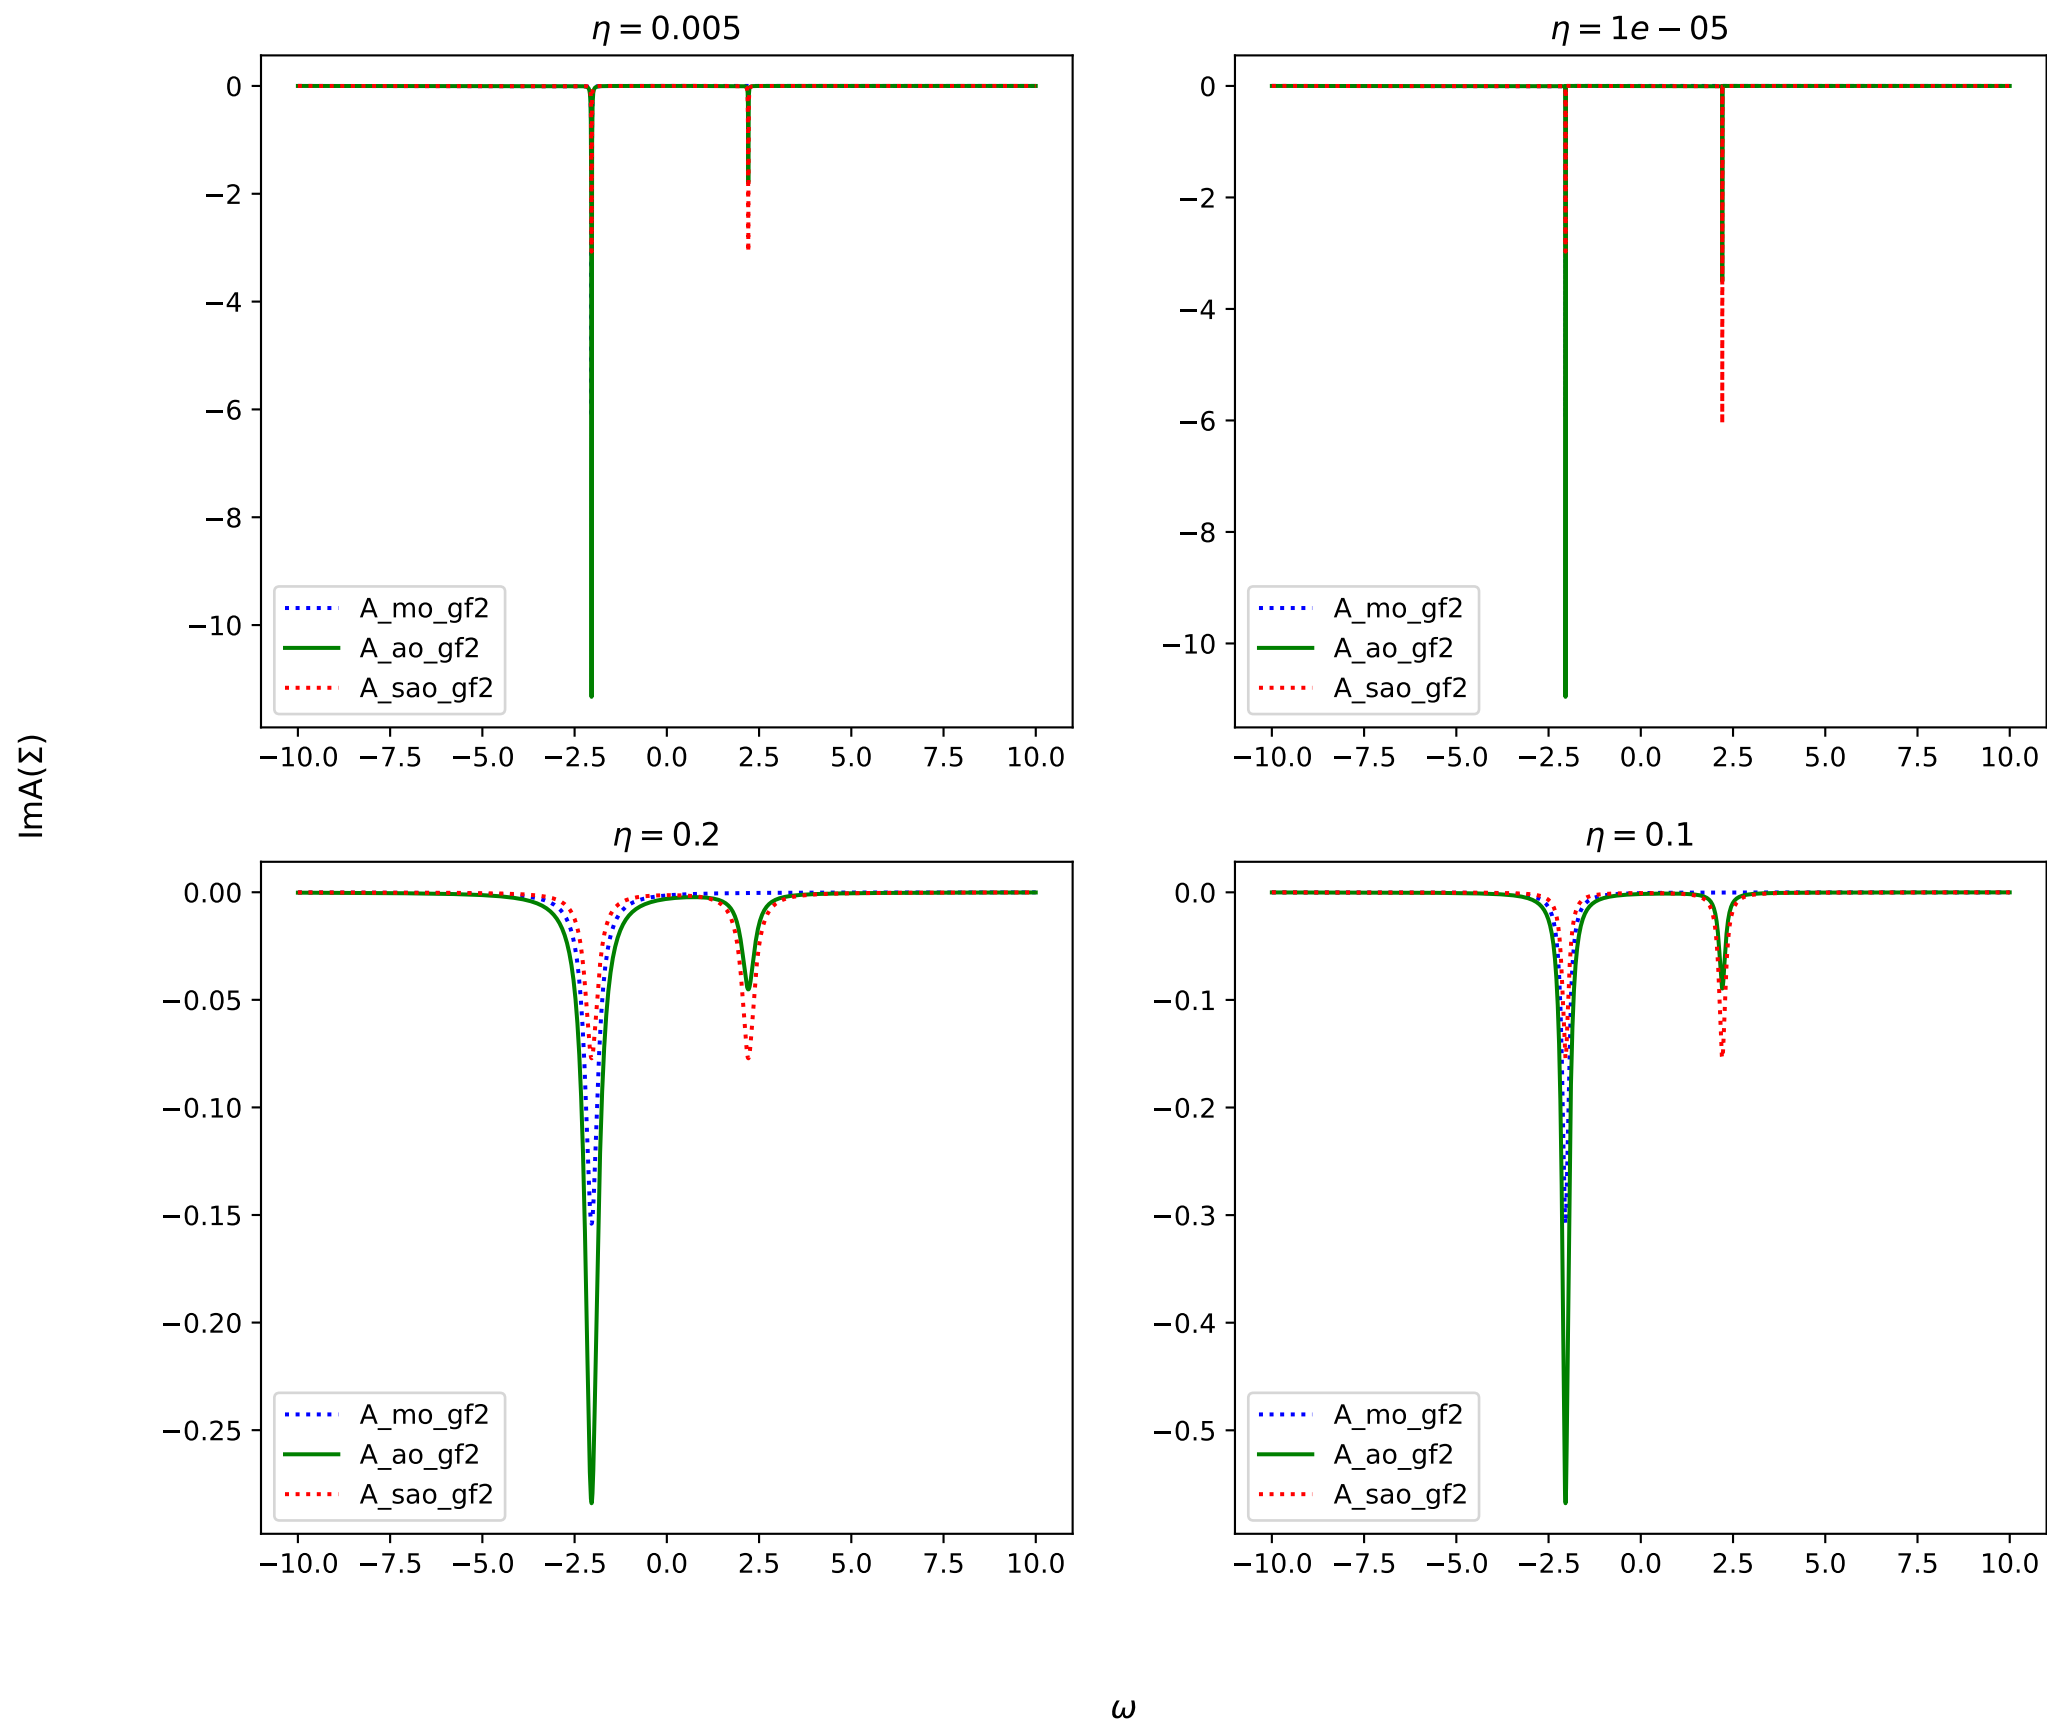 η = 0.005
0
−2
−4
−6
−8
−10
A_mo_gf2
A_ao_gf2
A_sao_gf2
−10.0 −7.5 −5.0 −2.5 0.0 2.5 5.0 7.5 10.0
η = 1e − 05
0
−2
−4
−6
−8
−10
A_mo_gf2
A_ao_gf2
A_sao_gf2
−10.0 −7.5 −5.0 −2.5 0.0 2.5 5.0 7.5 10.0
ImA(Σ)
η = 0.2
0.00
−0.05
−0.10
−0.15
−0.20
−0.25
A_mo_gf2
A_ao_gf2
A_sao_gf2
−10.0 −7.5 −5.0 −2.5 0.0 2.5 5.0 7.5 10.0
η = 0.1
0.0
−0.1
−0.2
−0.3
−0.4
−0.5
A_mo_gf2
A_ao_gf2
A_sao_gf2
−10.0 −7.5 −5.0 −2.5 0.0 2.5 5.0 7.5 10.0
ω